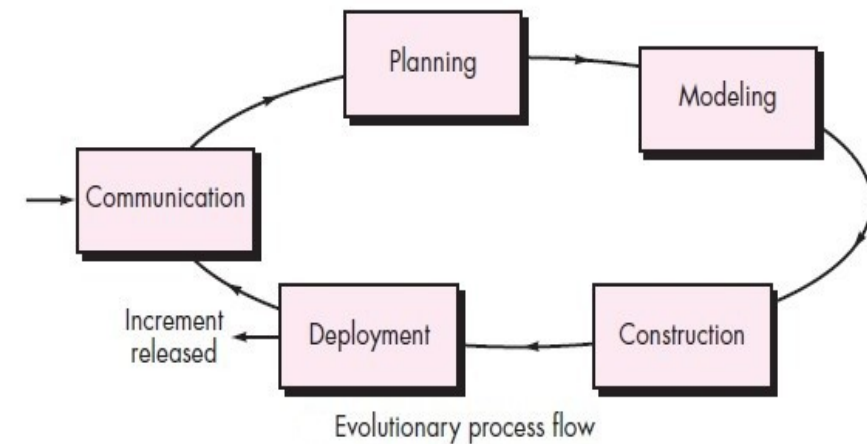 Planning
Modeling
Communication
Increment
released
Deployment
Construction
Evolutionary process flow